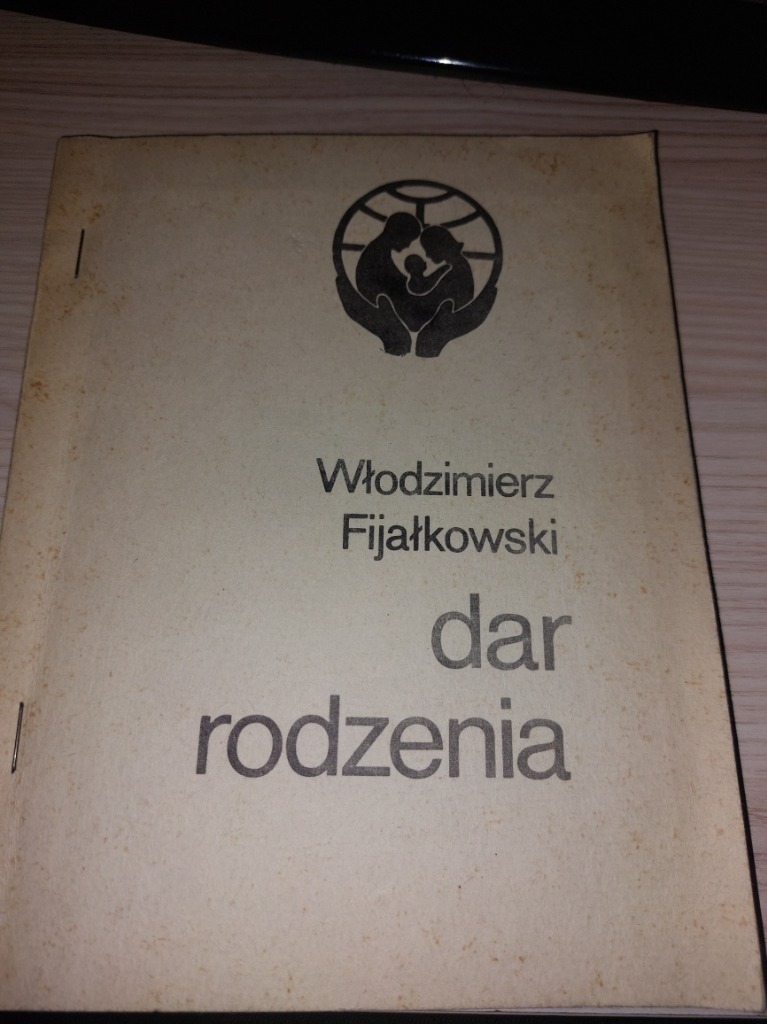 Włodzimierz
Fijałkowski
dar
rodzenia